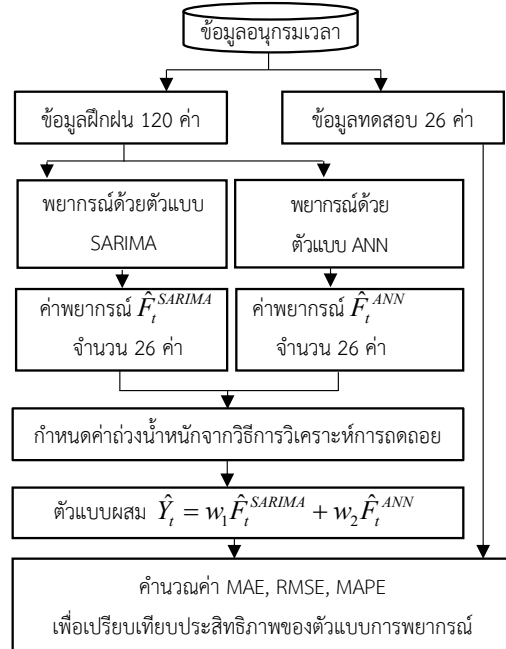 ข้อมูลอนุกรมเวลา
ข้อมูลฝึกฝน 120 ค่า
ข้อมูลทดสอบ 26 ค่า
พยากรณ์ด้วยตัวแบบ
SARIMA
พยากรณ์ด้วย
ตัวแบบ ANN
ค่าพยากรณ์ $\hat{F}_t^{SARIMA}$
จำนวน 26 ค่า
ค่าพยากรณ์ $\hat{F}_t^{ANN}$
จำนวน 26 ค่า
กำหนดค่าถ่วงน้ำหนักจากวิธีการวิเคราะห์การถดถอย
ตัวแบบผสม $\hat{Y}_t = w_1 \hat{F}_t^{SARIMA} + w_2 \hat{F}_t^{ANN}$
คำนวณค่า MAE, RMSE, MAPE
เพื่อเปรียบเทียบประสิทธิภาพของตัวแบบการพยากรณ์